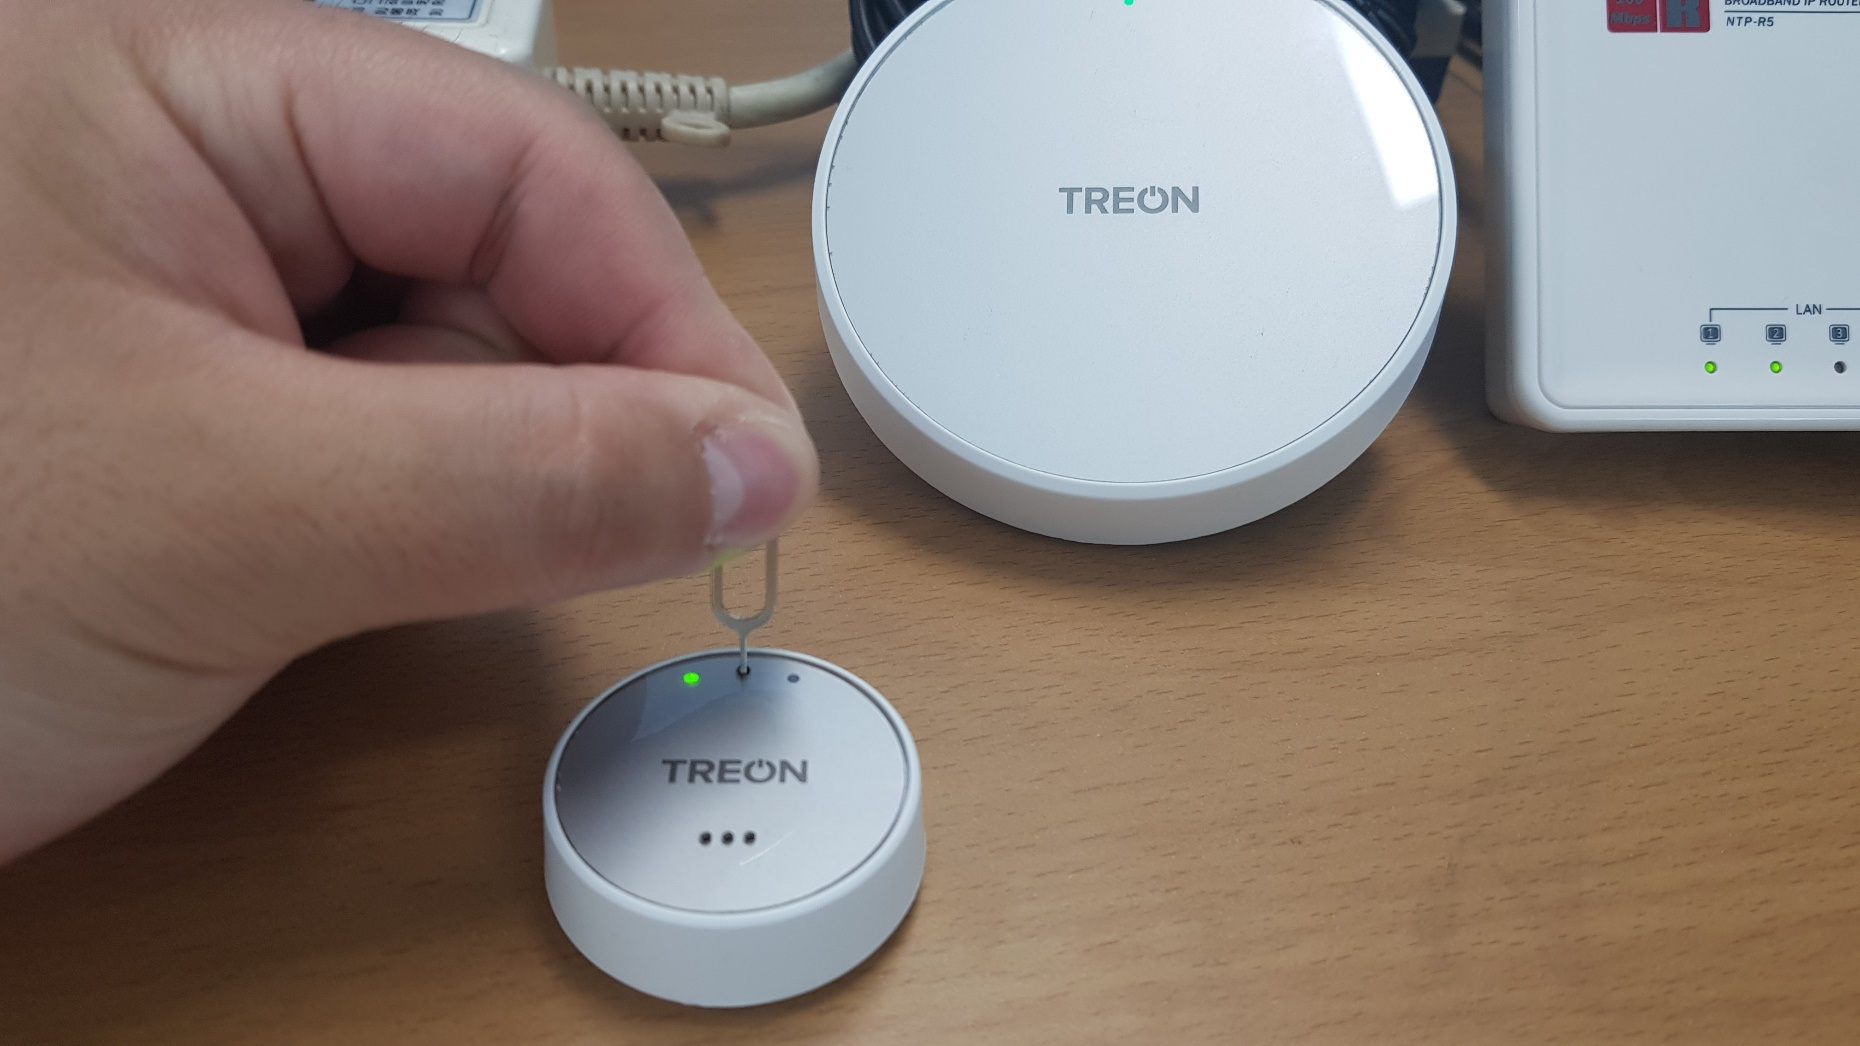 Mbps R
BROADBAND IP ROUTER
NTP-R5
TREON
LAN
1 2 3
TREON